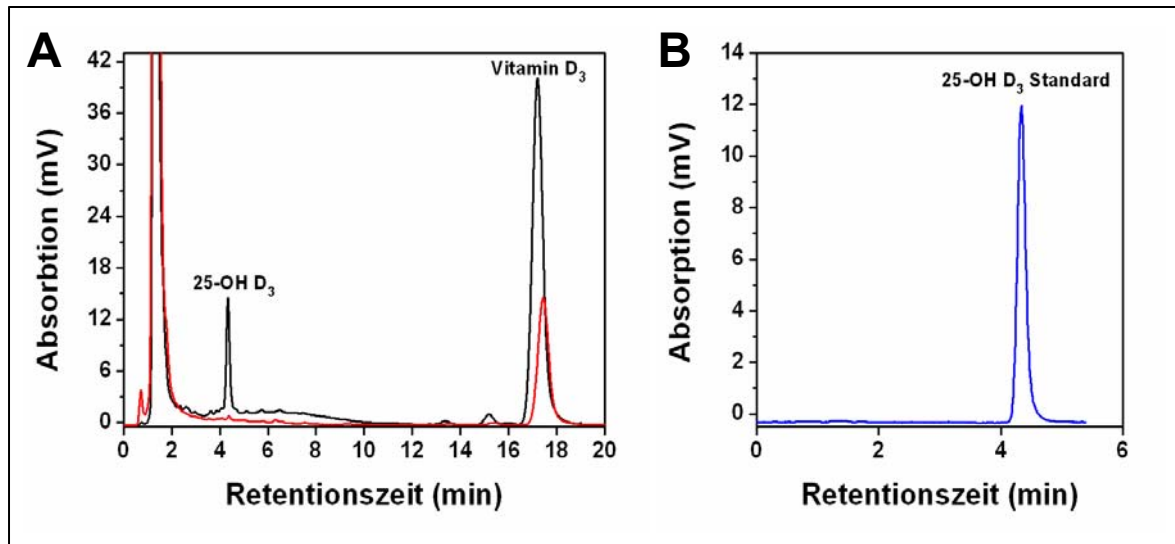 A
Absorbtion (mV)
42
36
30
24
18
12
6
0
25-OH D₃
Vitamin D₃
0 2 4 6 8 10 12 14 16 18 20
Retentionszeit (min)
B
Absorption (mV)
14
12
10
8
6
4
2
0
25-OH D₃ Standard
0 2 4 6
Retentionszeit (min)